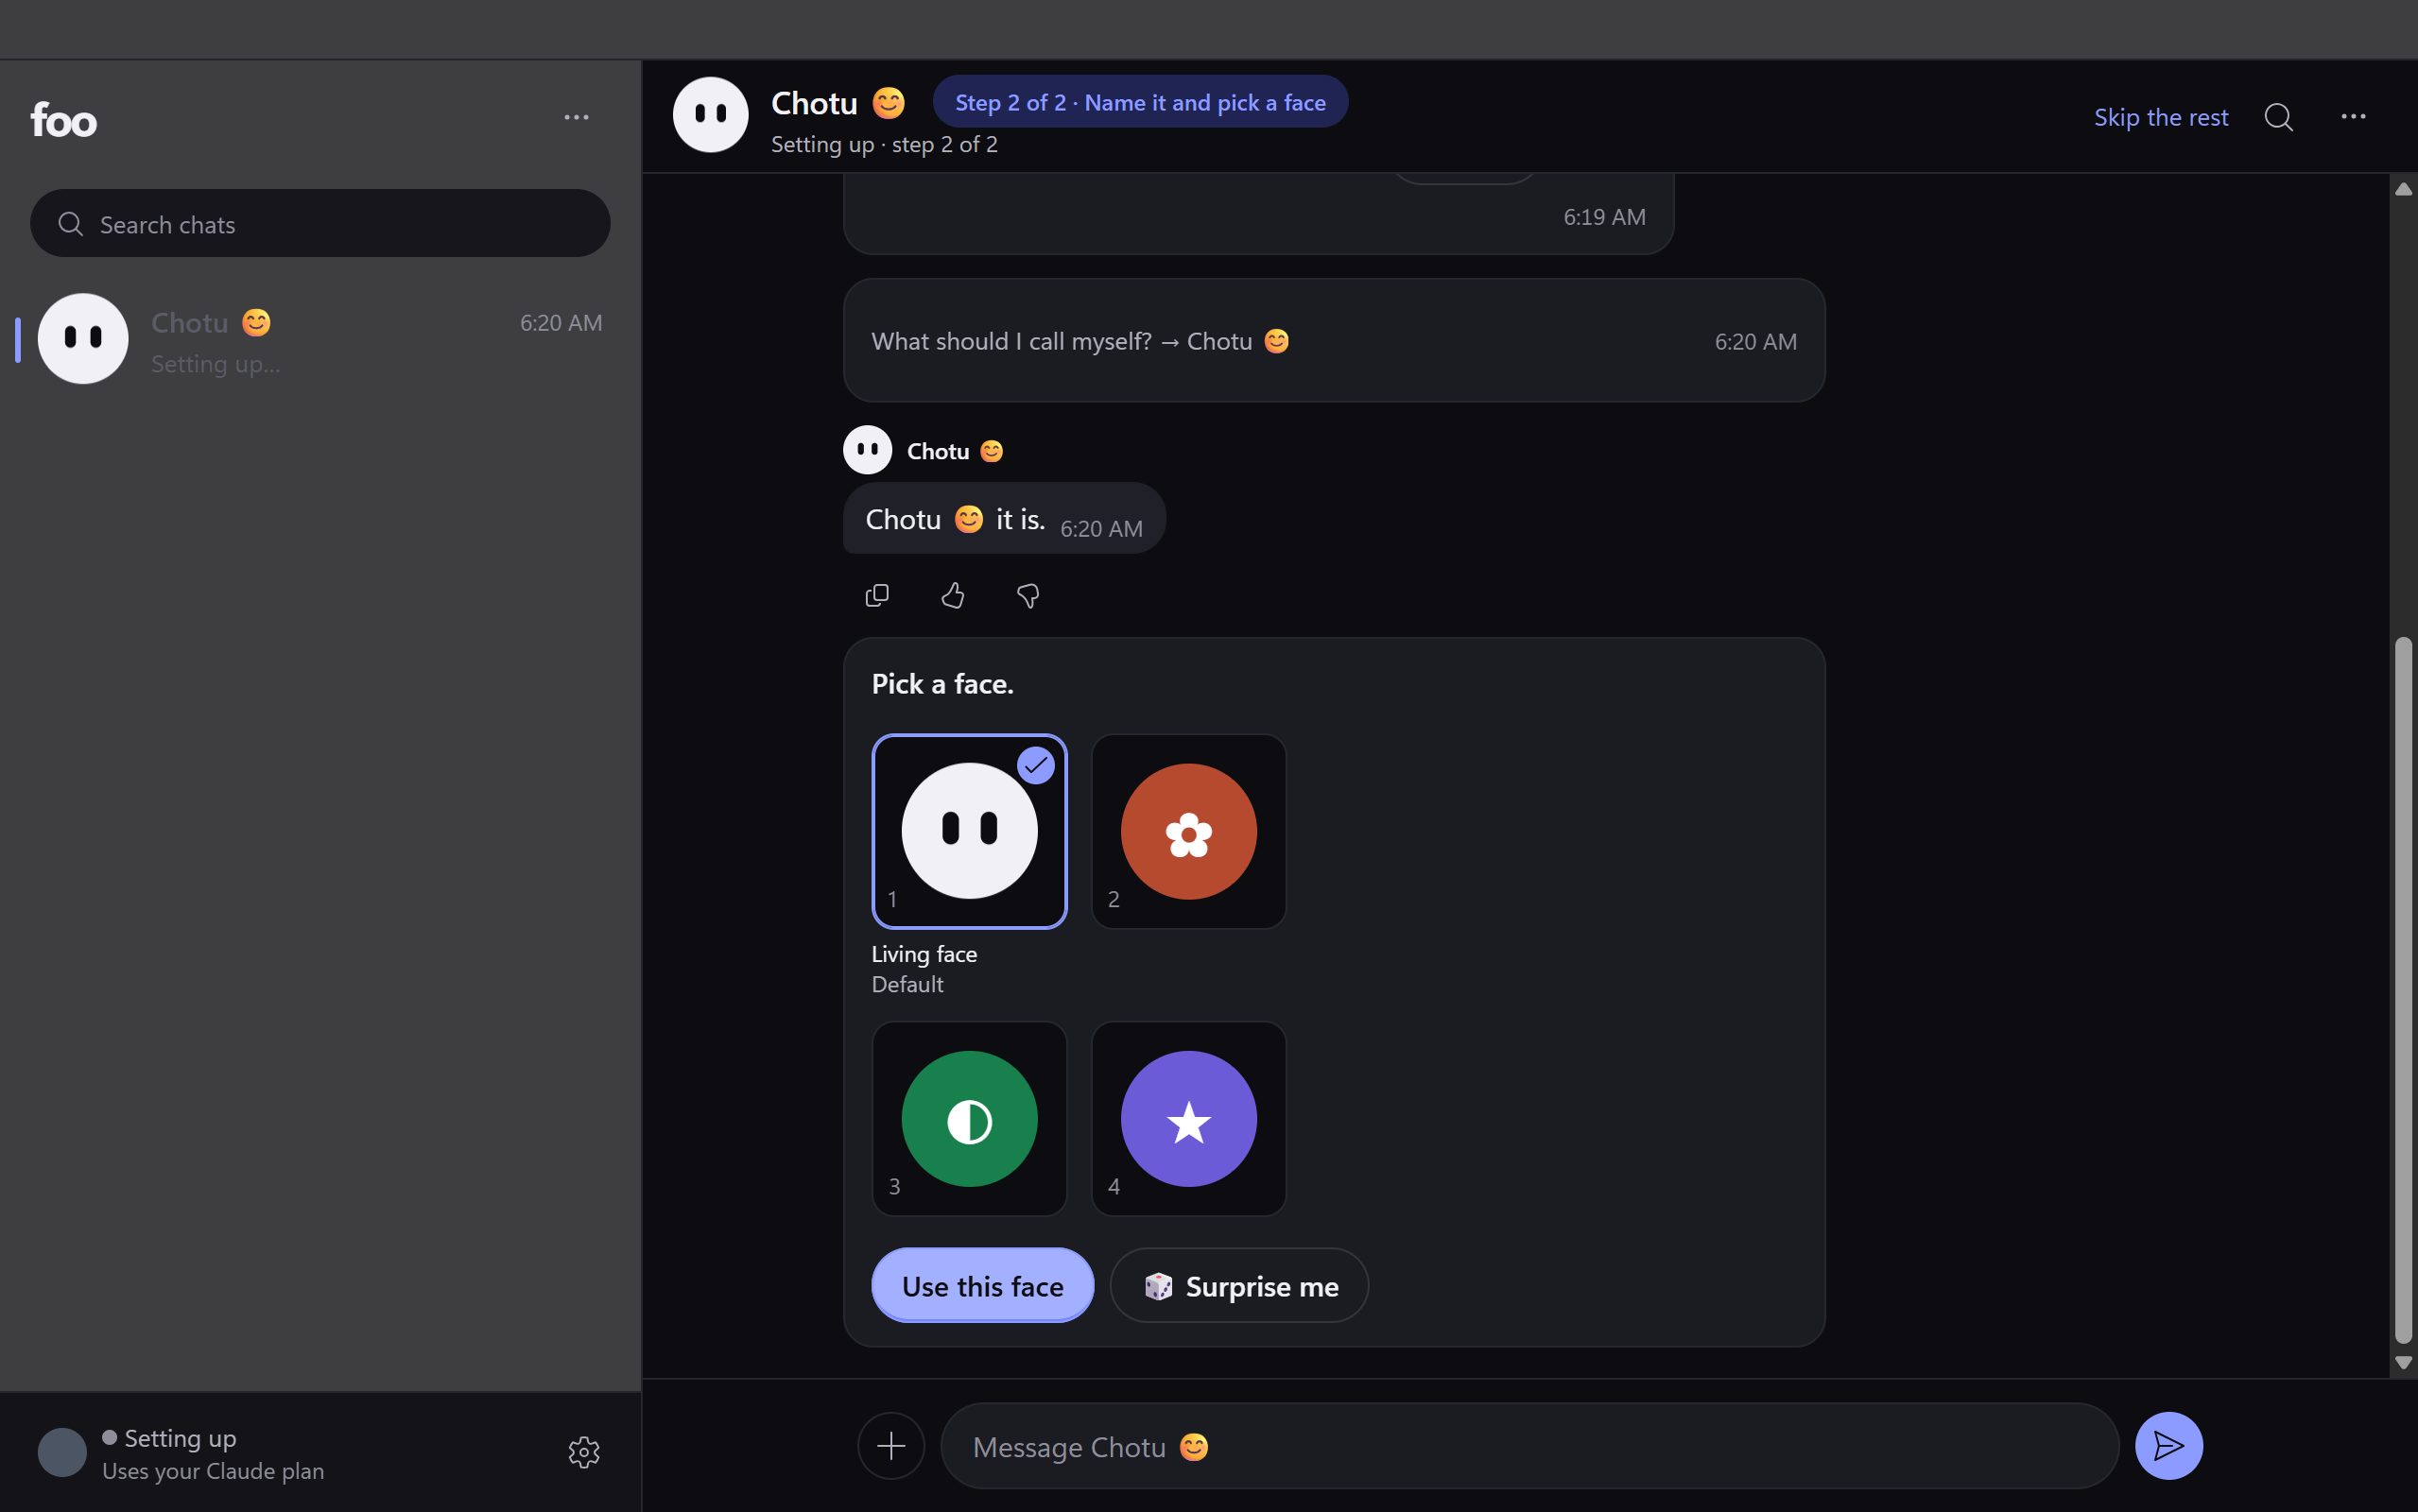 foo
Search chats
Chotu 😊
6:20 AM
Setting up...
Setting up
Uses your Claude plan
Chotu 😊
Step 2 of 2 · Name it and pick a face
Setting up · step 2 of 2
Skip the rest
6:19 AM
What should I call myself? → Chotu 😊
6:20 AM
Chotu 😊
Chotu 😊 it is. 6:20 AM
Pick a face.
1
2
Living face
Default
3
4
Use this face
🎲 Surprise me
Message Chotu 😊